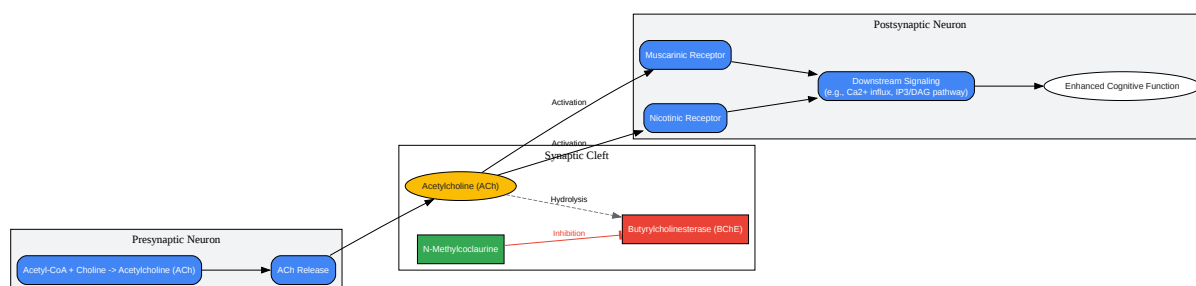 Postsynaptic Neuron
Muscarinic Receptor
Downstream Signaling
(e.g., Ca2+ influx, IP3/DAG pathway)
Enhanced Cognitive Function
Activation
Nicotinic Receptor
Activation
Synaptic Cleft
Acetylcholine (ACh)
Hydrolysis
Butyrylcholinesterase (BChE)
Inhibition
N-Methylcoclaurine
Presynaptic Neuron
Acetyl-CoA + Choline -> Acetylcholine (ACh)
ACh Release